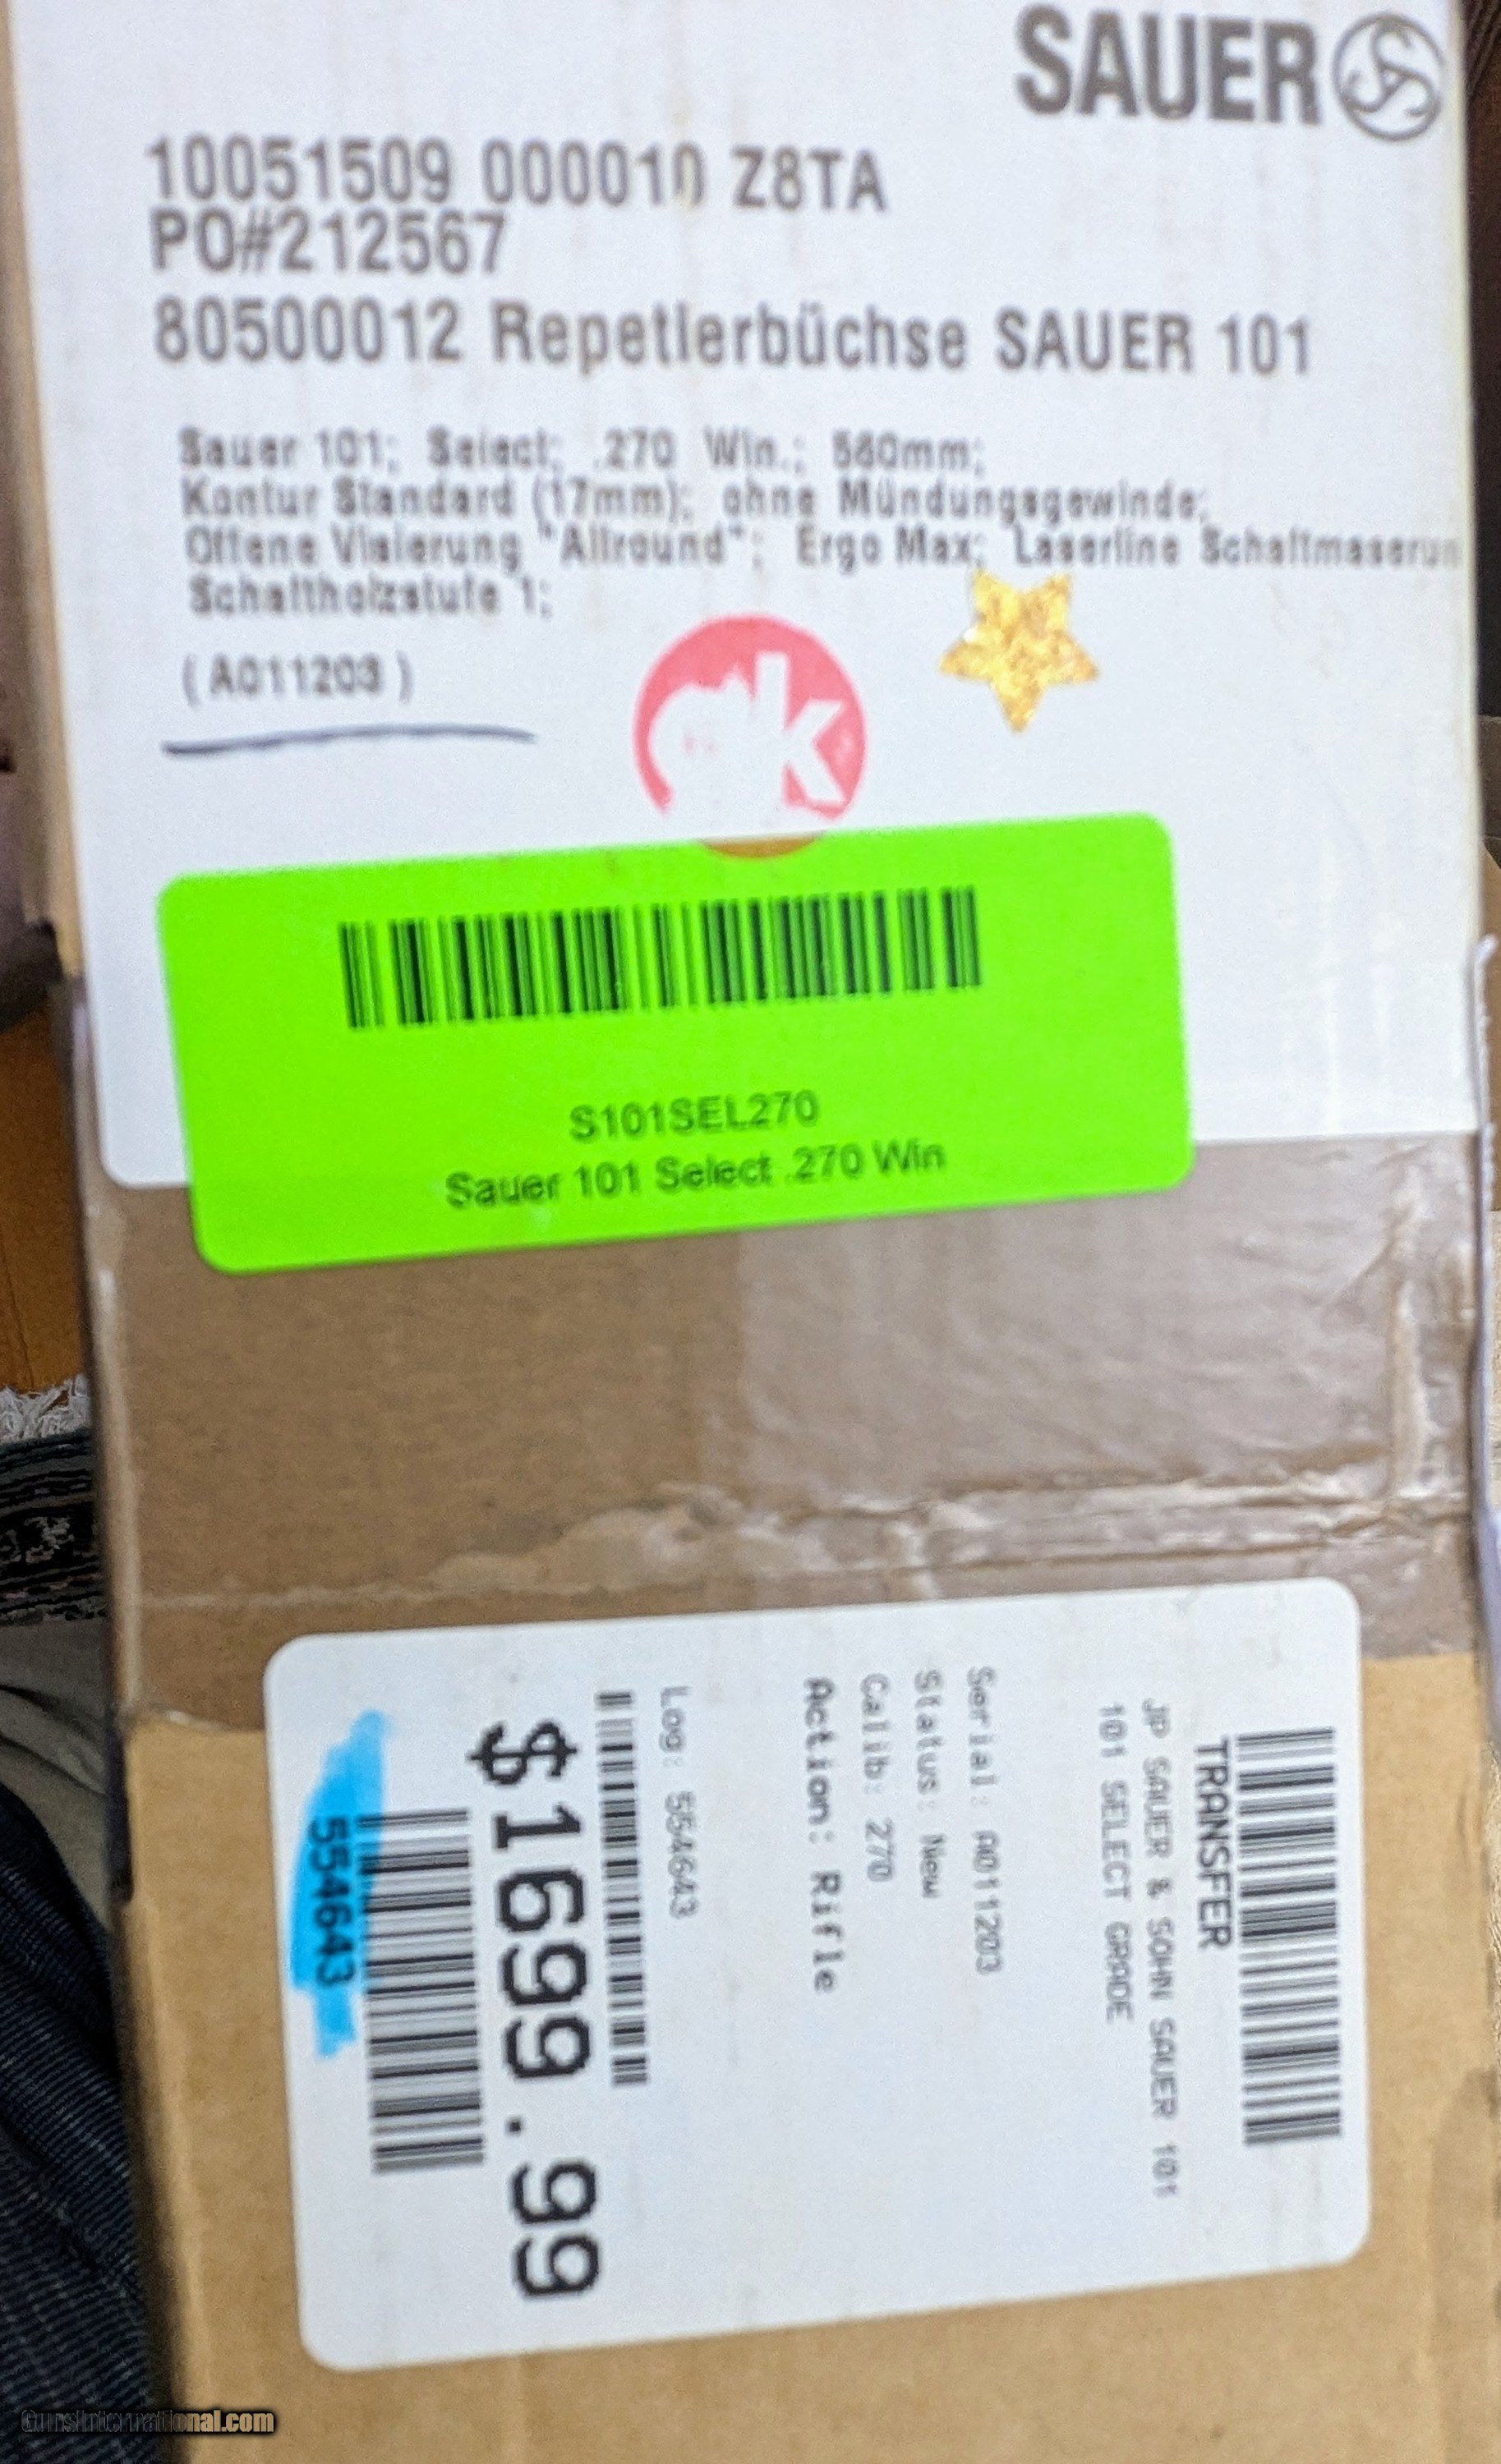 SAUER
10051509 000010 Z8TA
PO#212567
80500012 Repetierbüchse SAUER 101
Sauer 101; Select; .270 Win.; 560mm;
Kontur Standard (17mm); ohne Mündungsgewinde;
Offene Visierung "Allround"; Ergo Max; Laserline Schaftmaserun
Schaftholzstufe 1;
(A011203)
ok
S101SEL270
Sauer 101 Select .270 Win
TRANSFER
JP SAUER & SOHN SAUER 101
101 SELECT GRADE
Serial: A011203
Status: New
Calib: 270
Action: Rifle
Log: 554643
$1699.99
554643
GunsInternational.com